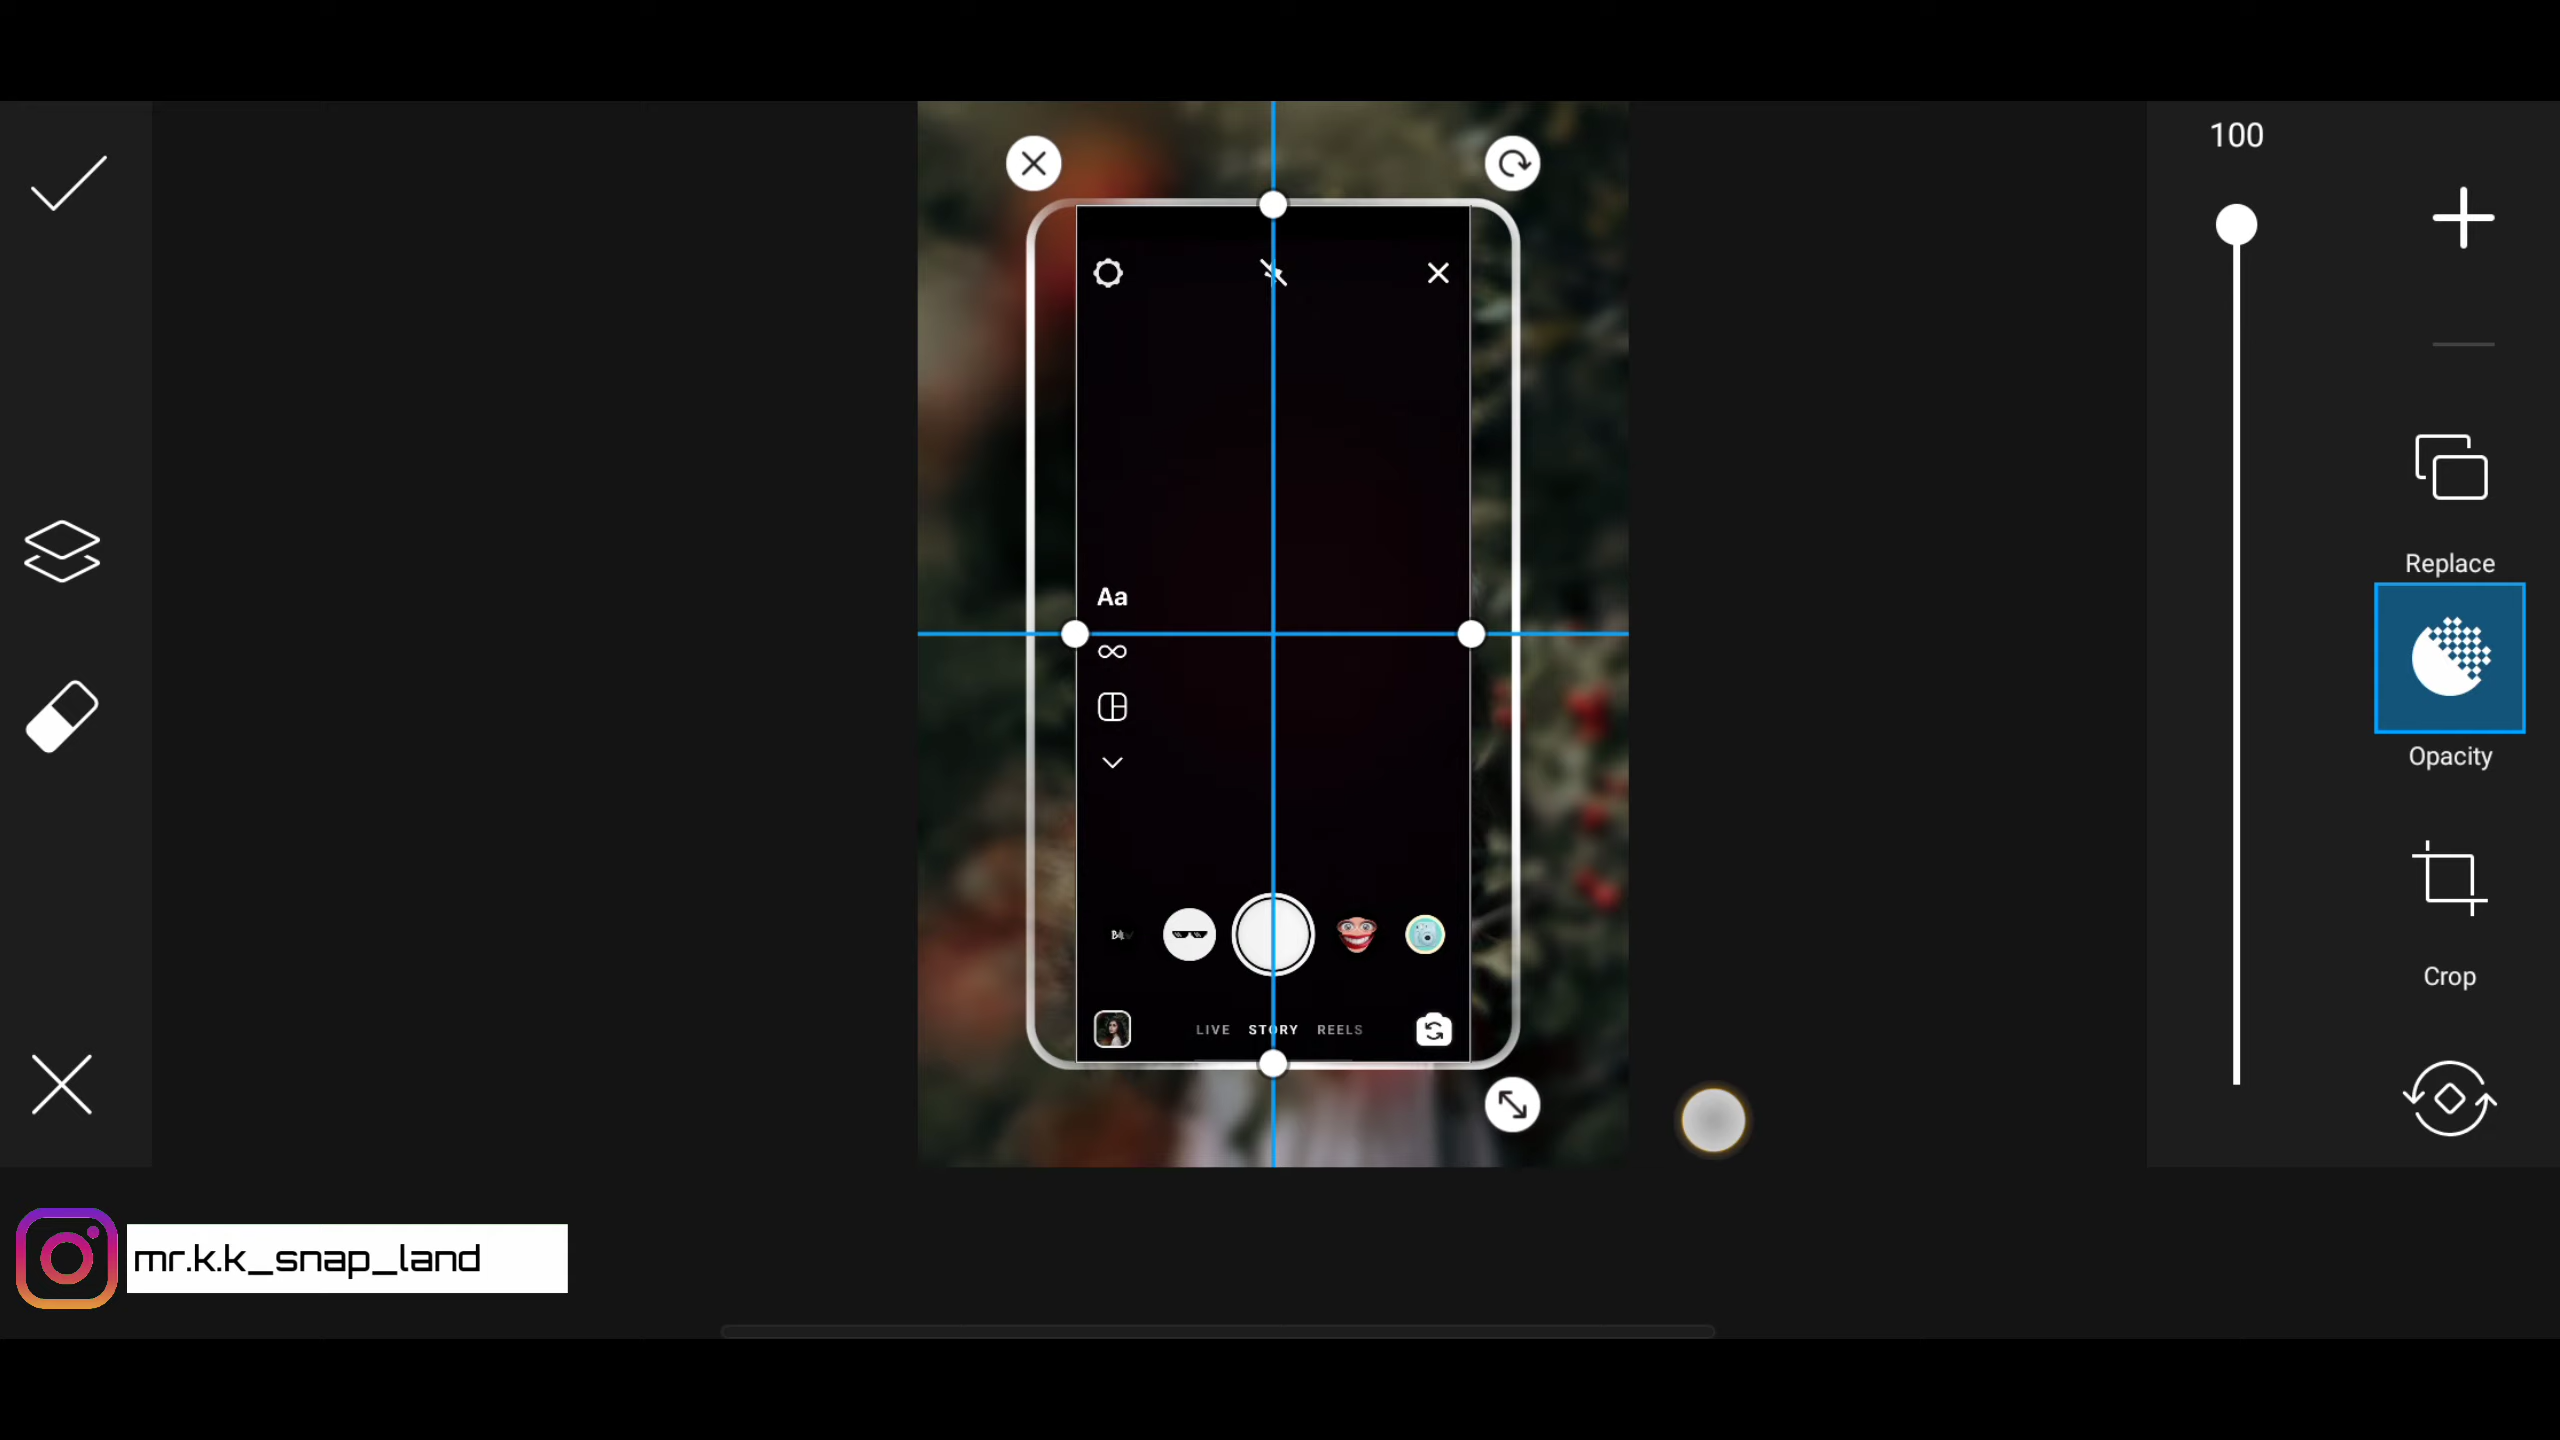 100
Replace
Aa
Opacity
Crop
LIVE STORY REELS
mr.k.k_snap_land